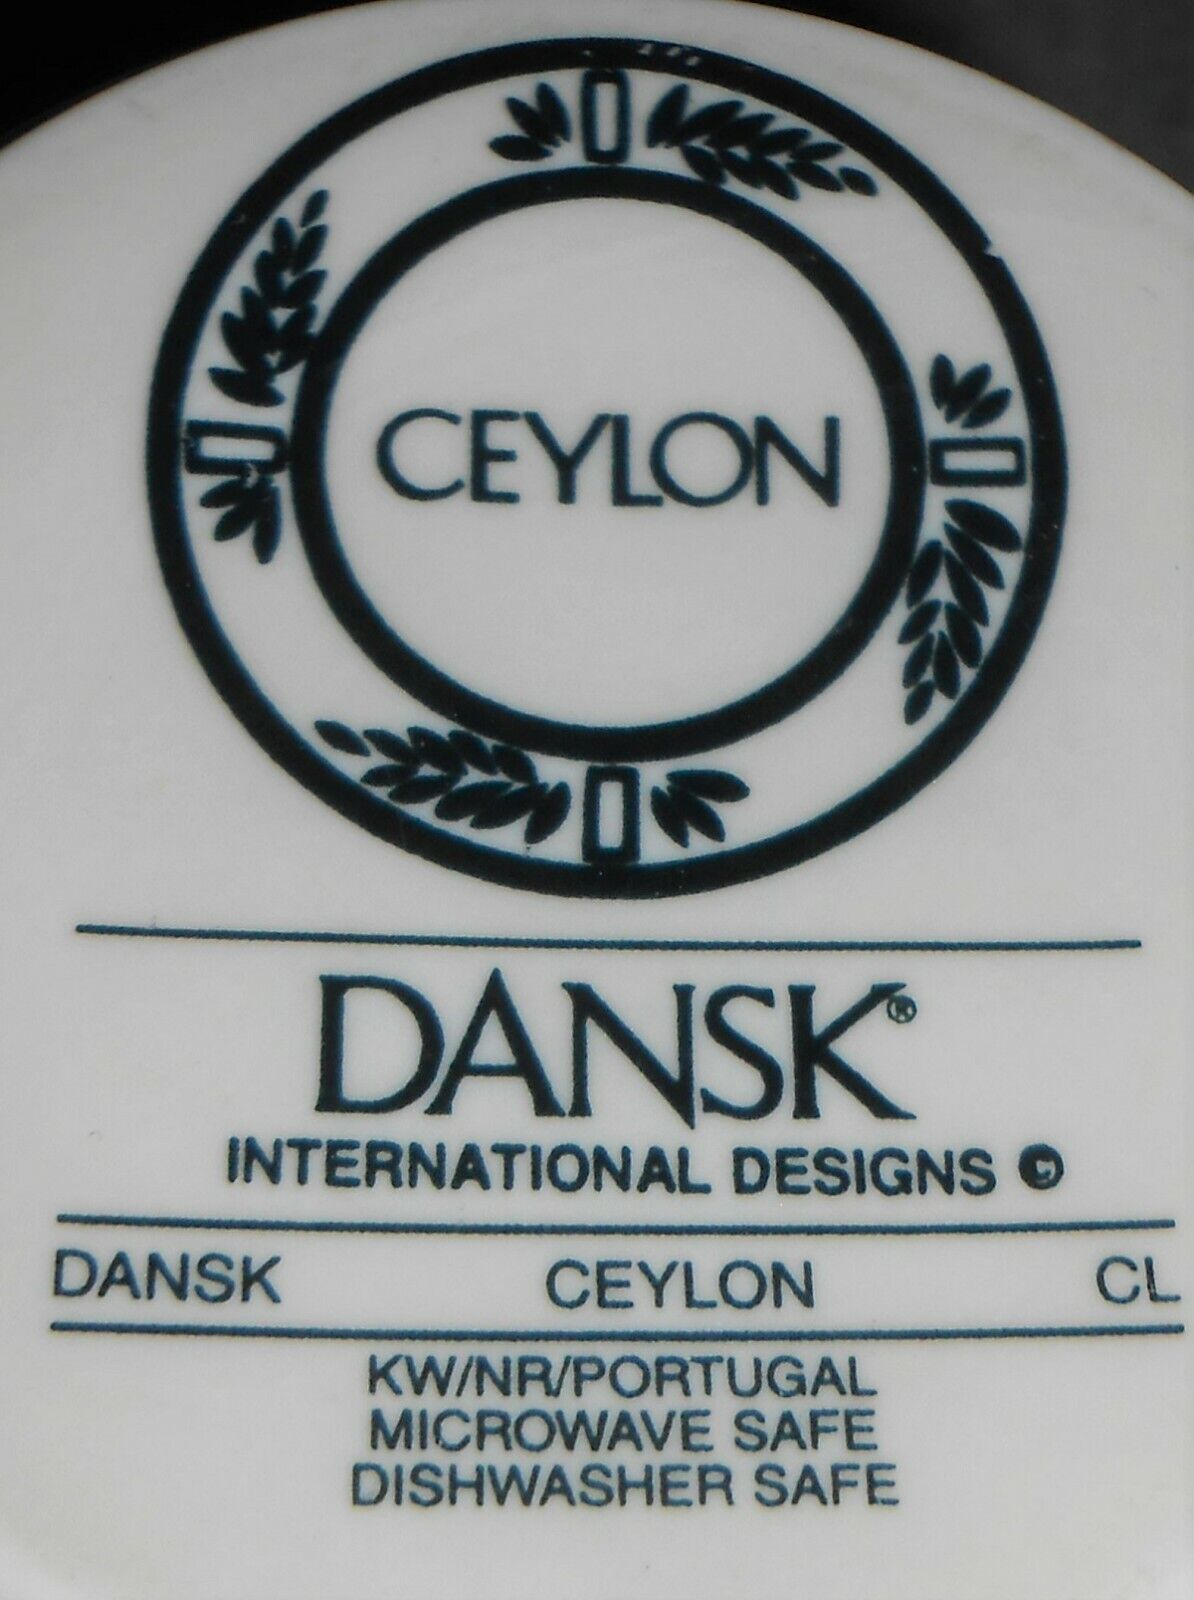 CEYLON
DANSK®
INTERNATIONAL DESIGNS ©
DANSK CEYLON CL
KW/NR/PORTUGAL
MICROWAVE SAFE
DISHWASHER SAFE